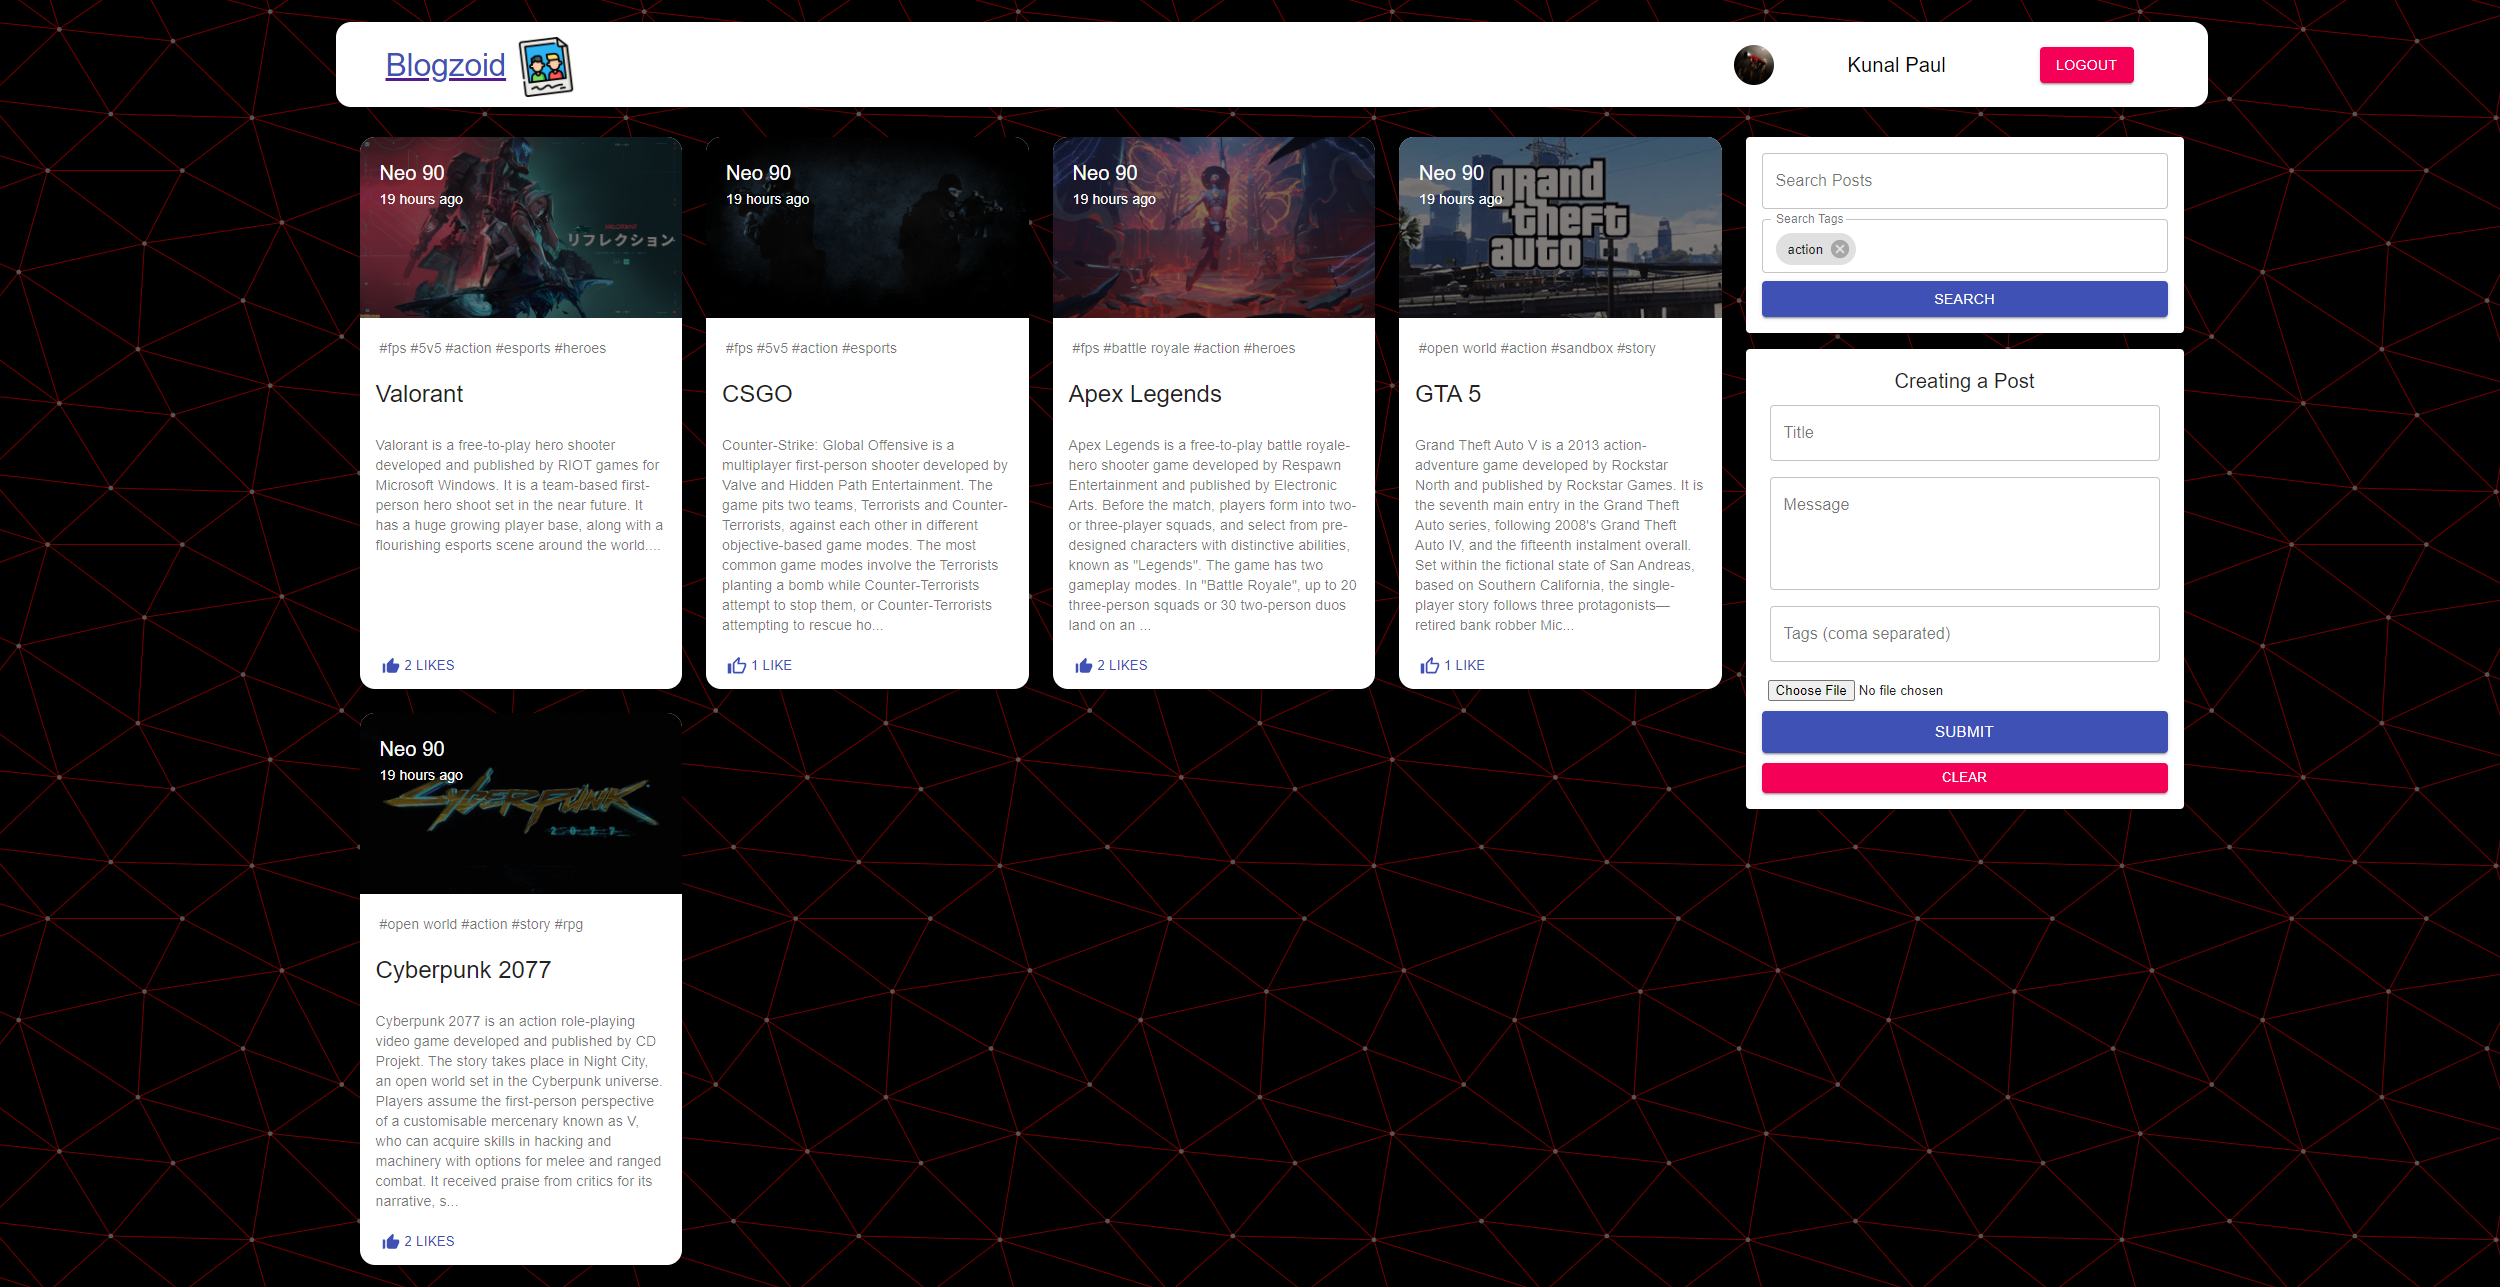 Blogzoid
Kunal Paul
LOGOUT
Neo 90
19 hours ago
VALORANT
リフレクション
#fps #5v5 #action #esports #heroes
Valorant
Valorant is a free-to-play hero shooter
developed and published by RIOT games for
Microsoft Windows. It is a team-based first-
person hero shoot set in the near future. It
has a huge growing player base, along with a
flourishing esports scene around the world....
2 LIKES
Neo 90
19 hours ago
#fps #5v5 #action #esports
CSGO
Counter-Strike: Global Offensive is a
multiplayer first-person shooter developed by
Valve and Hidden Path Entertainment. The
game pits two teams, Terrorists and Counter-
Terrorists, against each other in different
objective-based game modes. The most
common game modes involve the Terrorists
planting a bomb while Counter-Terrorists
attempt to stop them, or Counter-Terrorists
attempting to rescue ho...
1 LIKE
Neo 90
19 hours ago
#fps #battle royale #action #heroes
Apex Legends
Apex Legends is a free-to-play battle royale-
hero shooter game developed by Respawn
Entertainment and published by Electronic
Arts. Before the match, players form into two-
or three-player squads, and select from pre-
designed characters with distinctive abilities,
known as "Legends". The game has two
gameplay modes. In "Battle Royale", up to 20
three-person squads or 30 two-person duos
land on an ...
2 LIKES
Neo 90
19 hours ago
grand
theft
auto
#open world #action #sandbox #story
GTA 5
Grand Theft Auto V is a 2013 action-
adventure game developed by Rockstar
North and published by Rockstar Games. It is
the seventh main entry in the Grand Theft
Auto series, following 2008's Grand Theft
Auto IV, and the fifteenth instalment overall.
Set within the fictional state of San Andreas,
based on Southern California, the single-
player story follows three protagonists—
retired bank robber Mic...
1 LIKE
Neo 90
19 hours ago
CYBERPUNK
2077
#open world #action #story #rpg
Cyberpunk 2077
Cyberpunk 2077 is an action role-playing
video game developed and published by CD
Projekt. The story takes place in Night City,
an open world set in the Cyberpunk universe.
Players assume the first-person perspective
of a customisable mercenary known as V,
who can acquire skills in hacking and
machinery with options for melee and ranged
combat. It received praise from critics for its
narrative, s...
2 LIKES
Search Posts
Search Tags
action
SEARCH
Creating a Post
Title
Message
Tags (coma separated)
Choose File No file chosen
SUBMIT
CLEAR